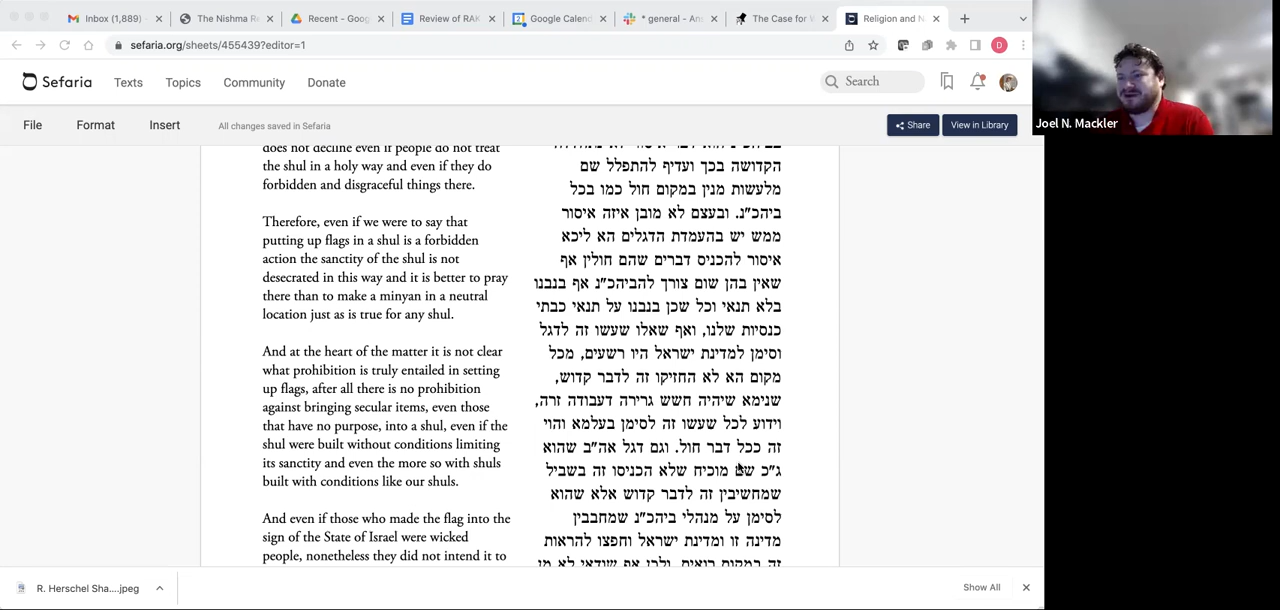 Inbox (1,889)
The Nishma Re
Recent - Goog
Review of RAK
Google Calend
* general - Ans
The Case for
Religion and N
sefaria.org/sheets/455439?editor=1
D
Sefaria
Texts
Topics
Community
Donate
Search
Joel N. Mackler
File
Format
Insert
All changes saved in Sefaria
Share
View in Library
does not decline even if people do not treat
the shul in a holy way and even if they do
forbidden and disgraceful things there.
Therefore, even if we were to say that
putting up flags in a shul is a forbidden
action the sanctity of the shul is not
desecrated in this way and it is better to pray
there than to make a minyan in a neutral
location just as is true for any shul.
And at the heart of the matter it is not clear
what prohibition is truly entailed in setting
up flags, after all there is no prohibition
against bringing secular items, even those
that have no purpose, into a shul, even if the
shul were built without conditions limiting
its sanctity and even the more so with shuls
built with conditions like our shuls.
And even if those who made the flag into the
sign of the State of Israel were wicked
people, nonetheless they did not intend it to
הקדושה בכך ועדיף להתפלל שם
מלעשות מנין במקום חול כמו בכל
ביהכ"נ. ובעצם לא מובן איזה איסור
ממש יש בהעמדת הדגלים הא ליכא
איסור להכניס דברים שהם חולין אף
שאין בהן שום צורך להביהכ"נ אף בנבנו
בלא תנאי וכל שכן בנבנו על תנאי כבתי
כנסיות שלנו, ואף שאלו שעשו זה לדגל
וסימן למדינת ישראל היו רשעים, מכל
מקום הא לא החזיקו זה לדבר קדוש,
שנימא שיהיה חשש גרירה דעבודה זרה,
וידוע לכל שעשו זה לסימן בעלמא והוי
זה ככל דבר חול. וגם דגל אה"ב שהוא
ג"כ שם מוכיח שלא הכניסו זה בשביל
שמחשיבין זה לדבר קדוש אלא שהוא
לסימן על מנהלי ביהכ"נ שמחבבין
מדינה זו ומדינת ישראל וחפצו להראות
זה במקום רואים. ולכן אף שודאי לא מן
R. Herschel Sha....jpeg
Show All